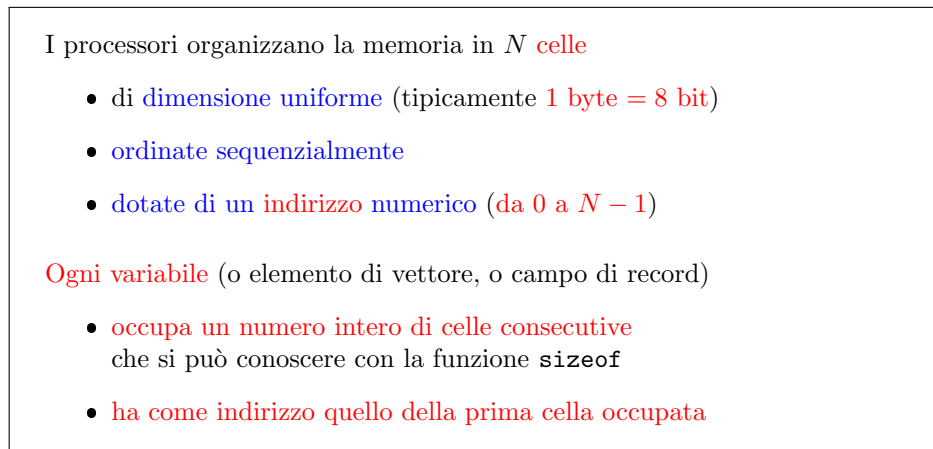 I processori organizzano la memoria in N celle
• di dimensione uniforme (tipicamente 1 byte = 8 bit)
• ordinate sequenzialmente
• dotate di un indirizzo numerico (da 0 a N − 1)
Ogni variabile (o elemento di vettore, o campo di record)
• occupa un numero intero di celle consecutive
che si può conoscere con la funzione sizeof
• ha come indirizzo quello della prima cella occupata